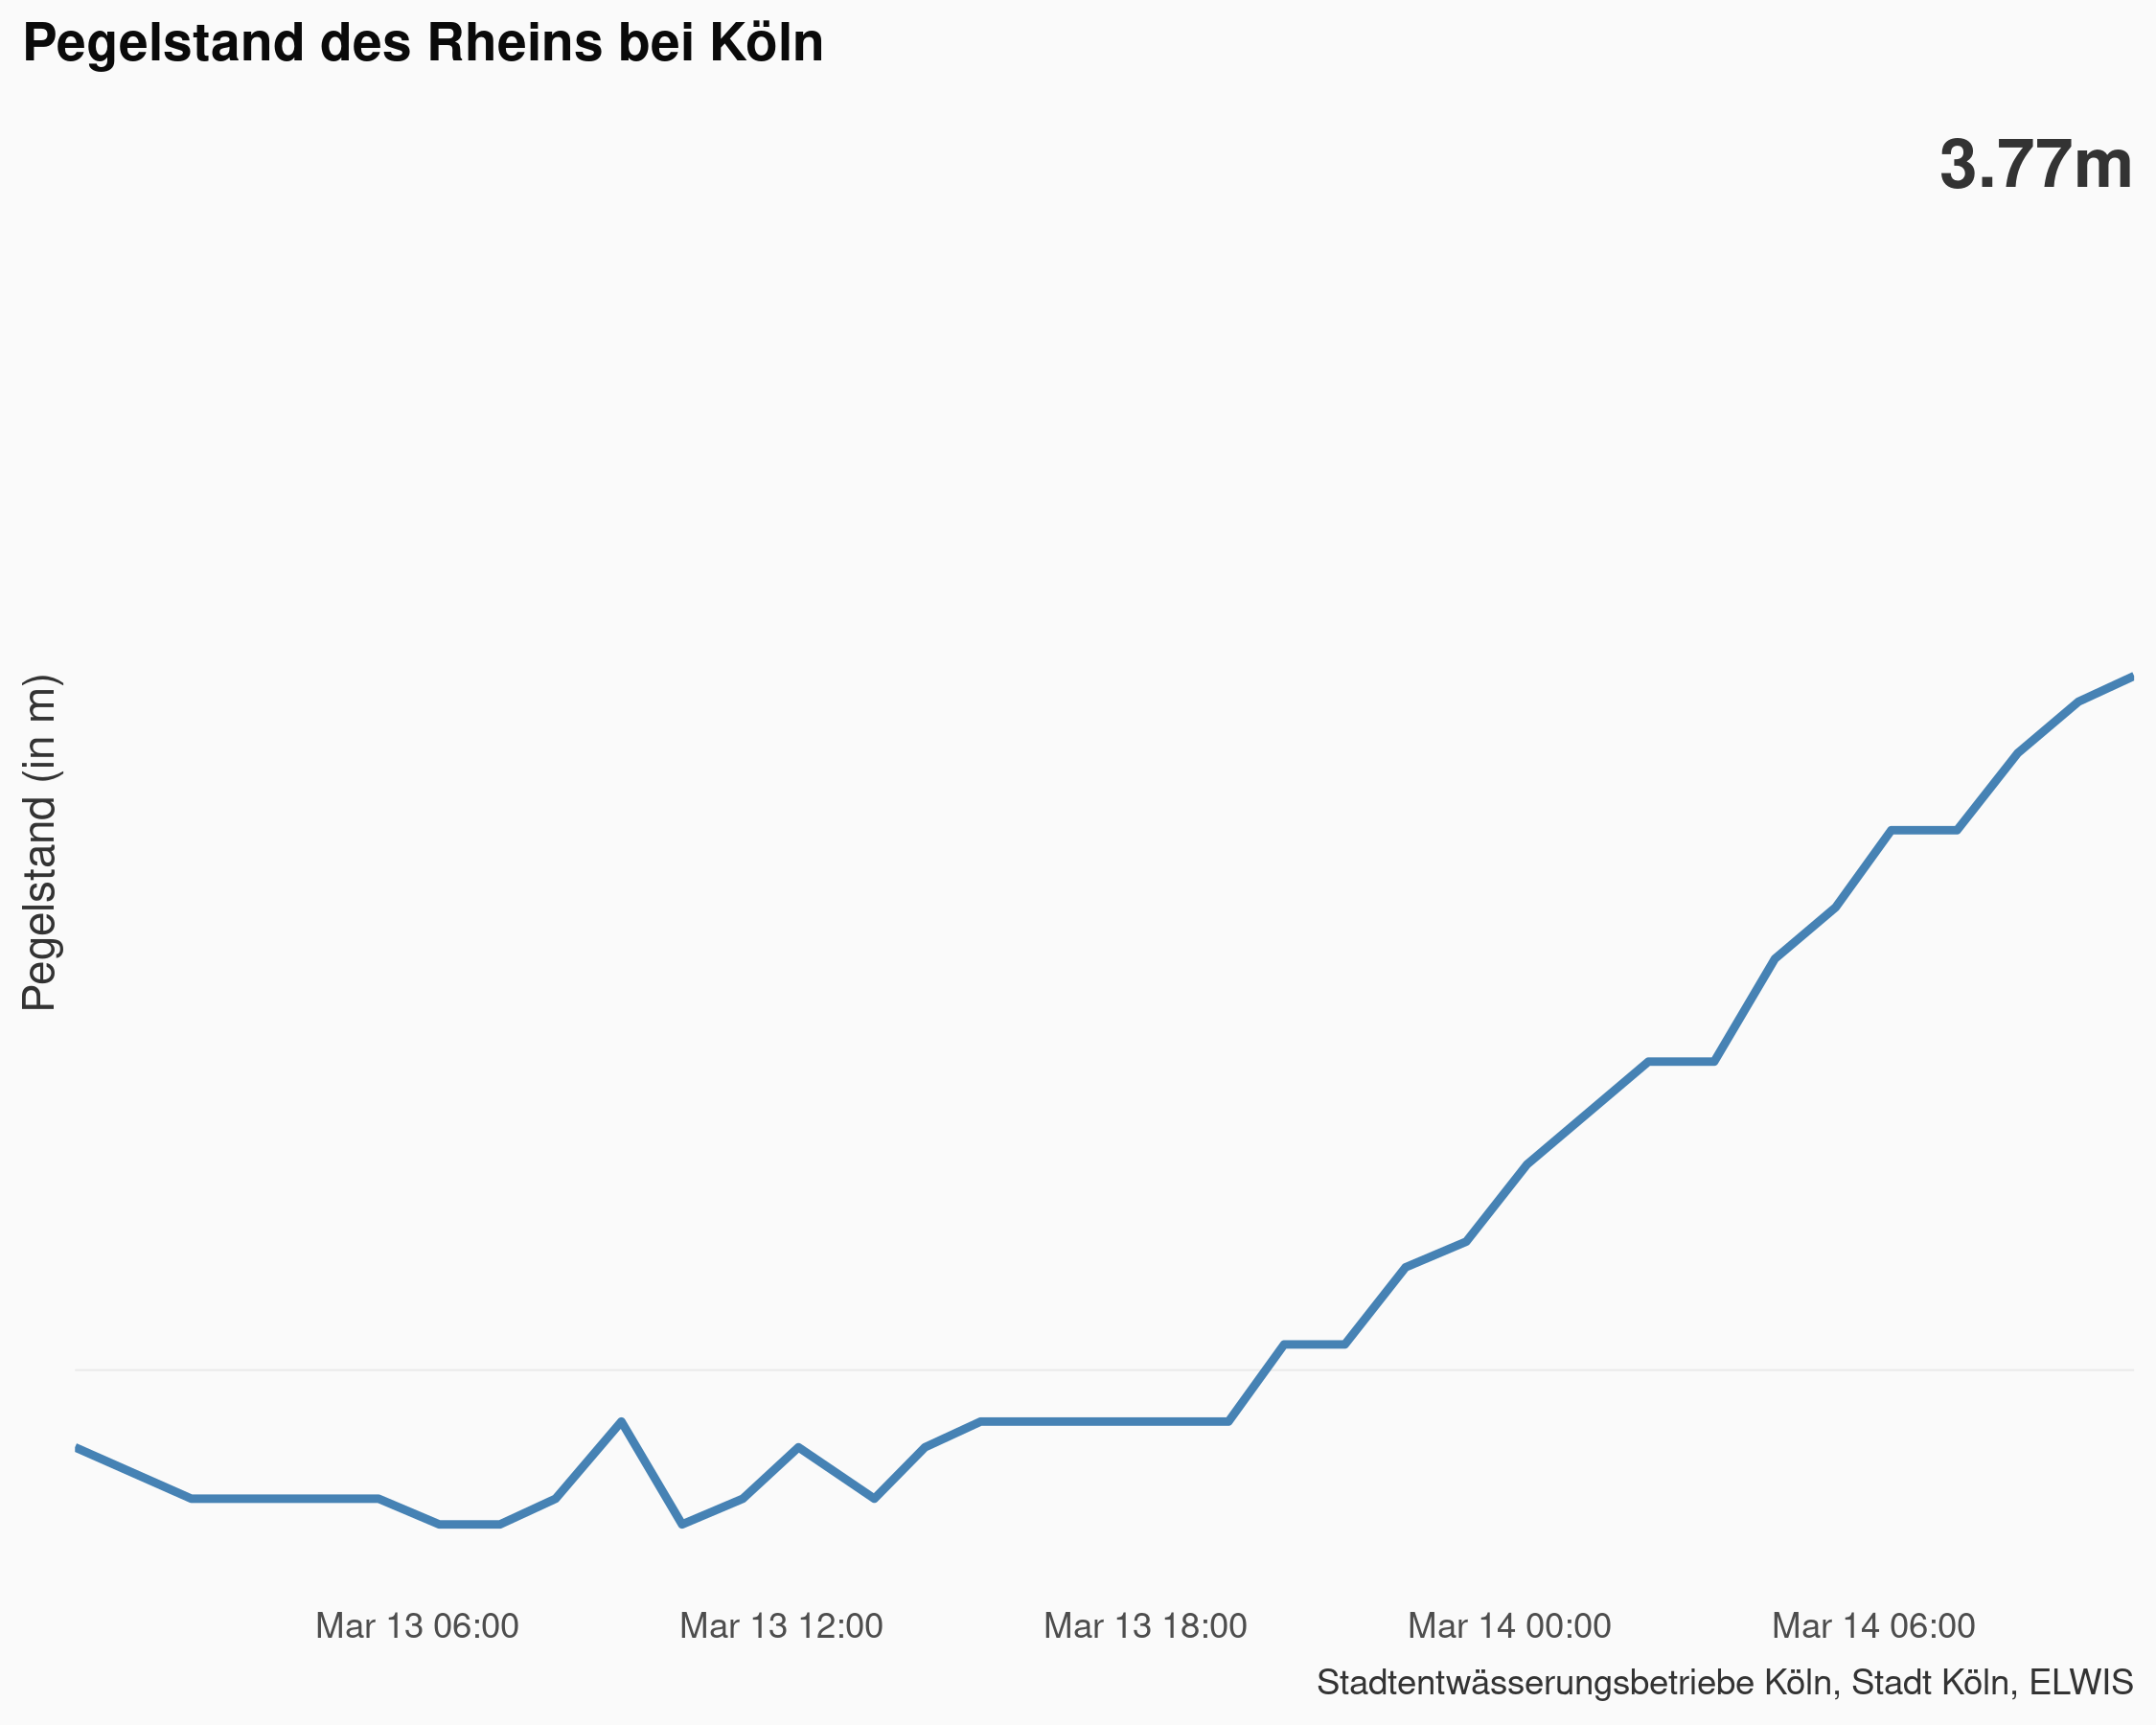 Pegelstand des Rheins bei Köln
3.77m
Pegelstand (in m)
Mar 13 06:00
Mar 13 12:00
Mar 13 18:00
Mar 14 00:00
Mar 14 06:00
Stadtentwässerungsbetriebe Köln, Stadt Köln, ELWIS